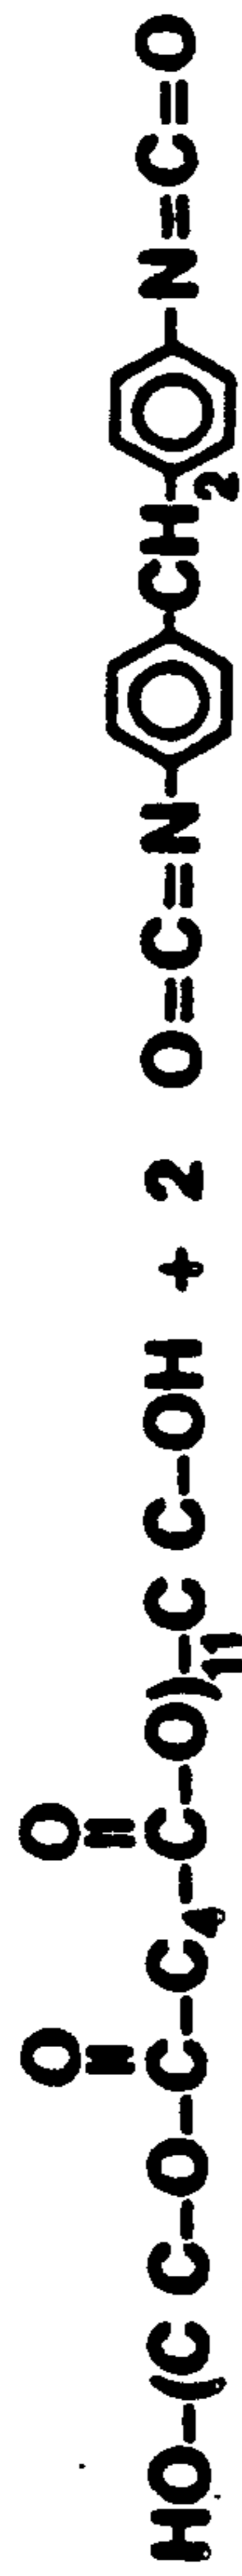 O O
HO-(C C-O-C-C₄-C-O)₁₁-C C-OH + 2 O=C=N- -CH₂- -N=C=O